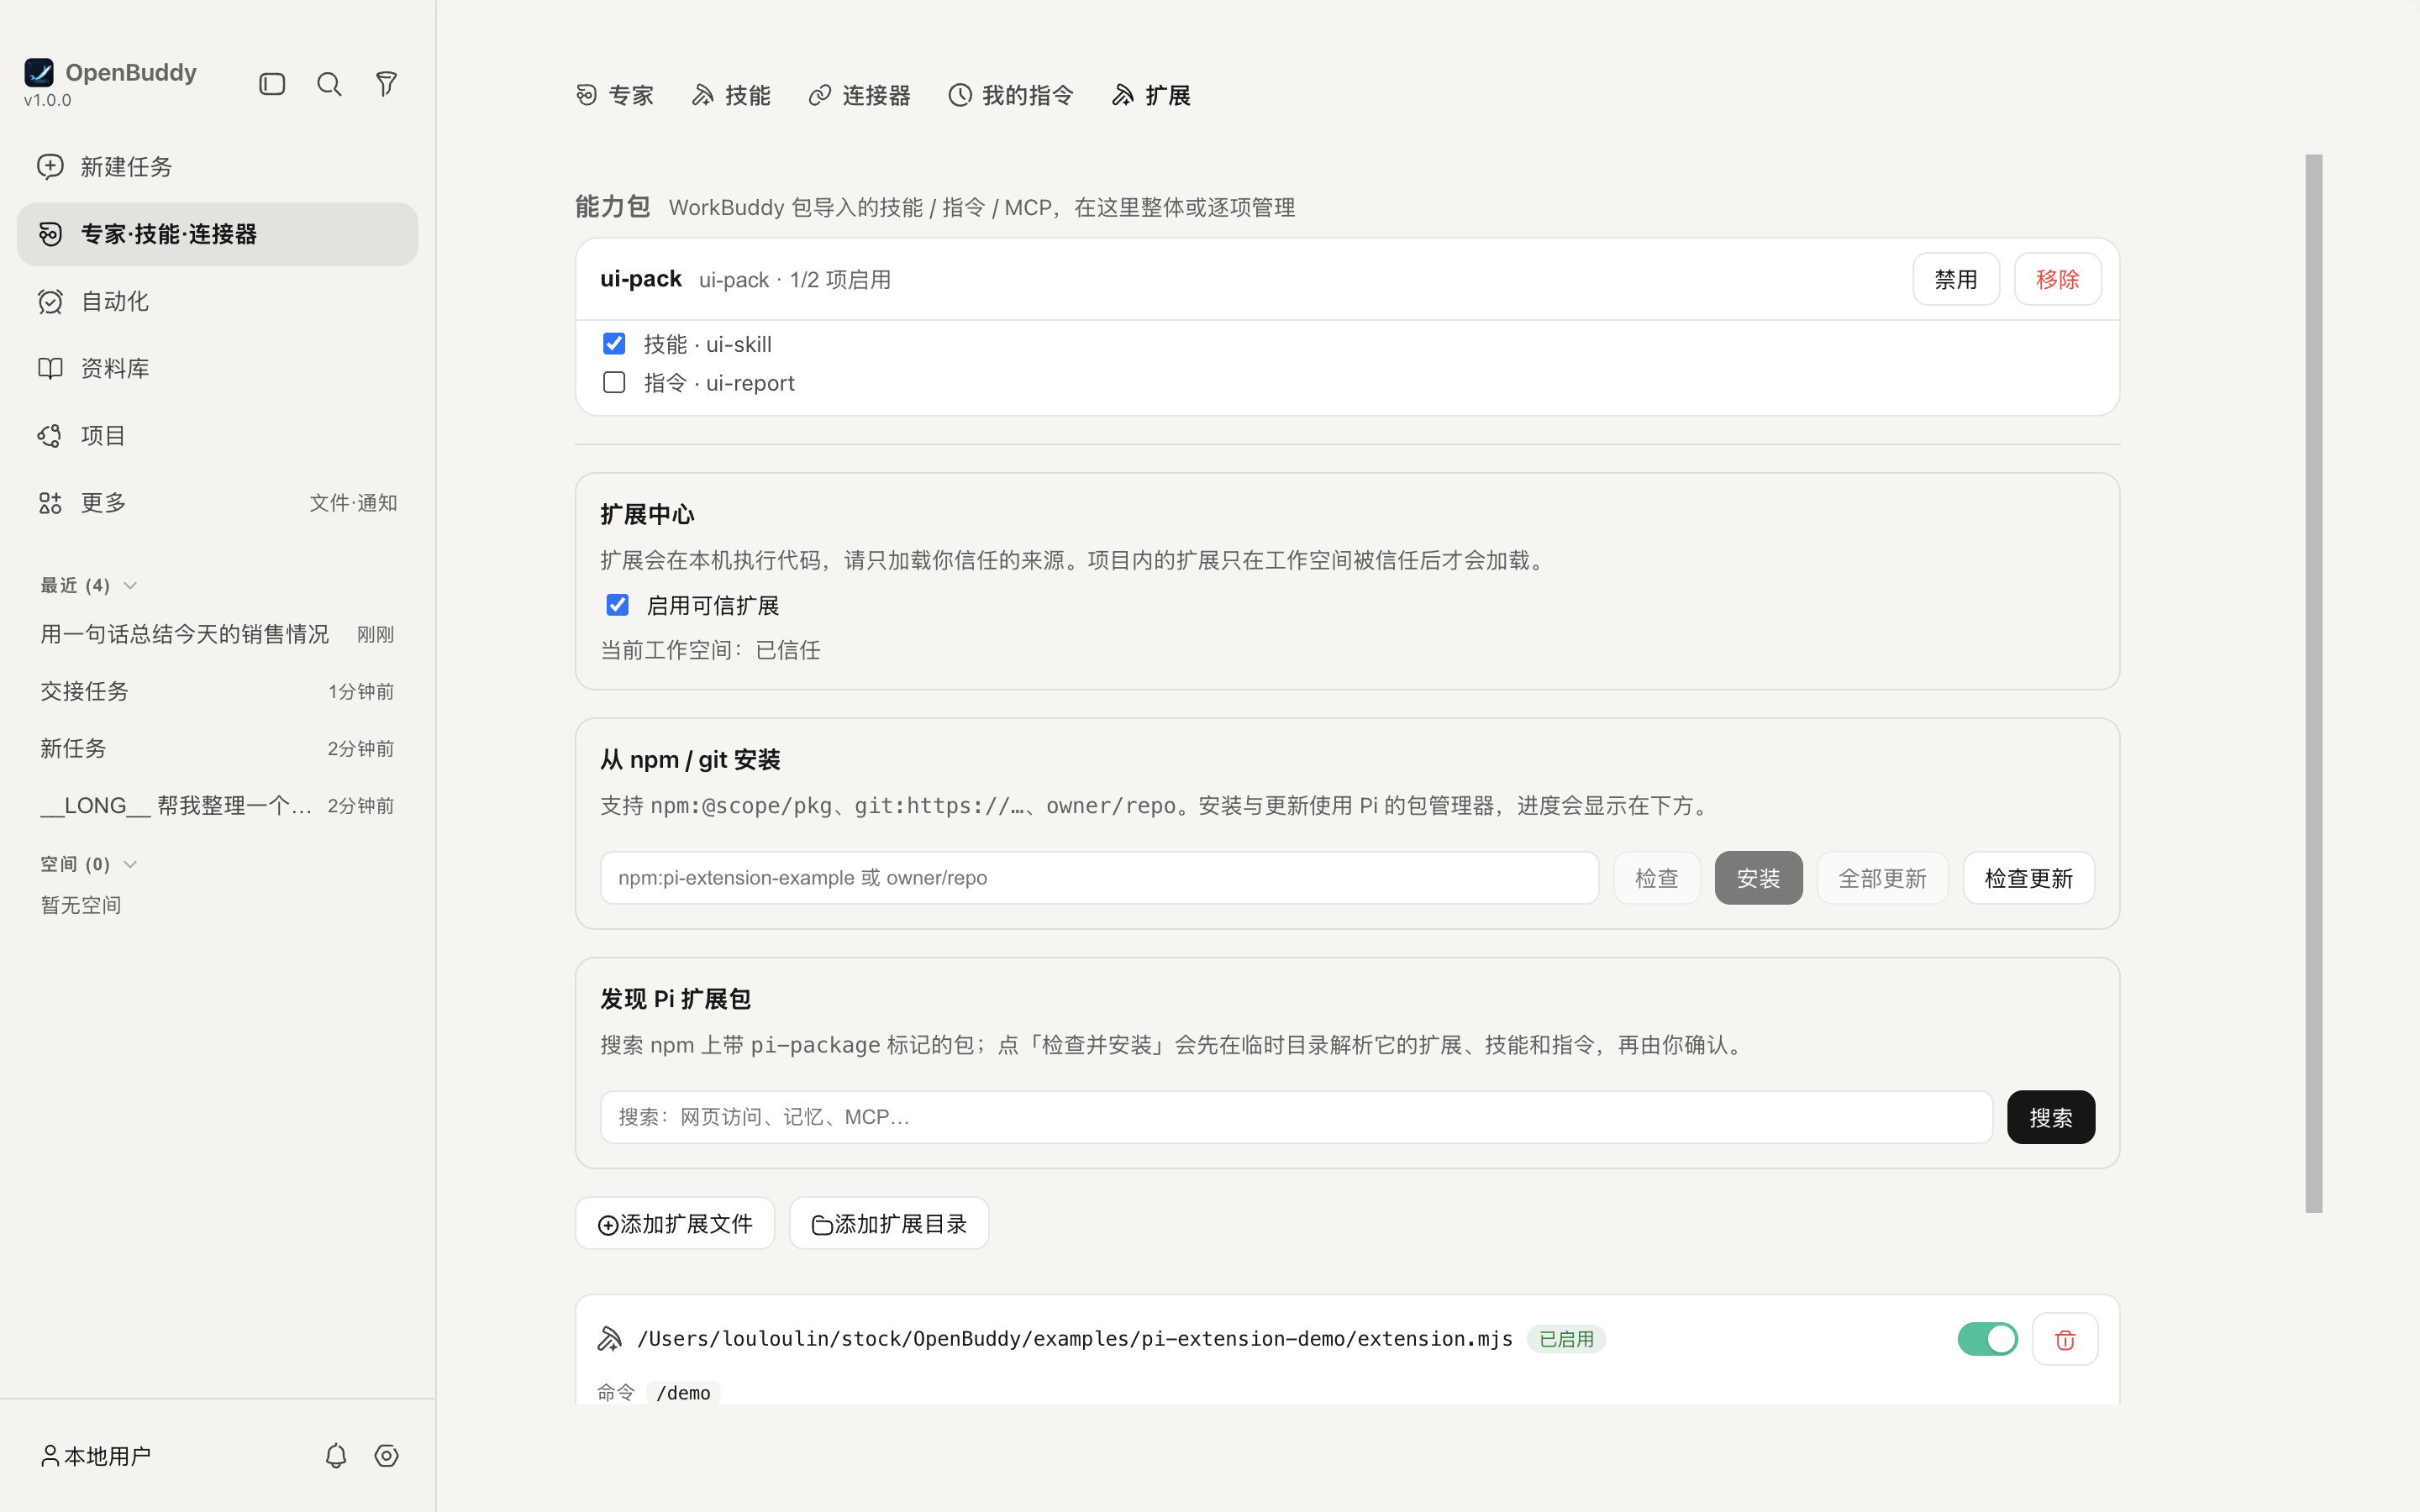 OpenBuddy
v1.0.0
新建任务
专家·技能·连接器
自动化
资料库
项目
更多 文件·通知
最近 (4)
用一句话总结今天的销售情况 刚刚
交接任务 1分钟前
新任务 2分钟前
__LONG__ 帮我整理一个… 2分钟前
空间 (0)
暂无空间
本地用户
专家 技能 连接器 我的指令 扩展
能力包 WorkBuddy 包导入的技能 / 指令 / MCP，在这里整体或逐项管理
ui-pack ui-pack · 1/2 项启用 禁用 移除
技能 · ui-skill
指令 · ui-report
扩展中心
扩展会在本机执行代码，请只加载你信任的来源。项目内的扩展只在工作空间被信任后才会加载。
启用可信扩展
当前工作空间：已信任
从 npm / git 安装
支持 npm:@scope/pkg、git:https://…、owner/repo。安装与更新使用 Pi 的包管理器，进度会显示在下方。
npm:pi-extension-example 或 owner/repo 检查 安装 全部更新 检查更新
发现 Pi 扩展包
搜索 npm 上带 pi-package 标记的包；点「检查并安装」会先在临时目录解析它的扩展、技能和指令，再由你确认。
搜索：网页访问、记忆、MCP… 搜索
添加扩展文件 添加扩展目录
/Users/louloulin/stock/OpenBuddy/examples/pi-extension-demo/extension.mjs 已启用
命令 /demo